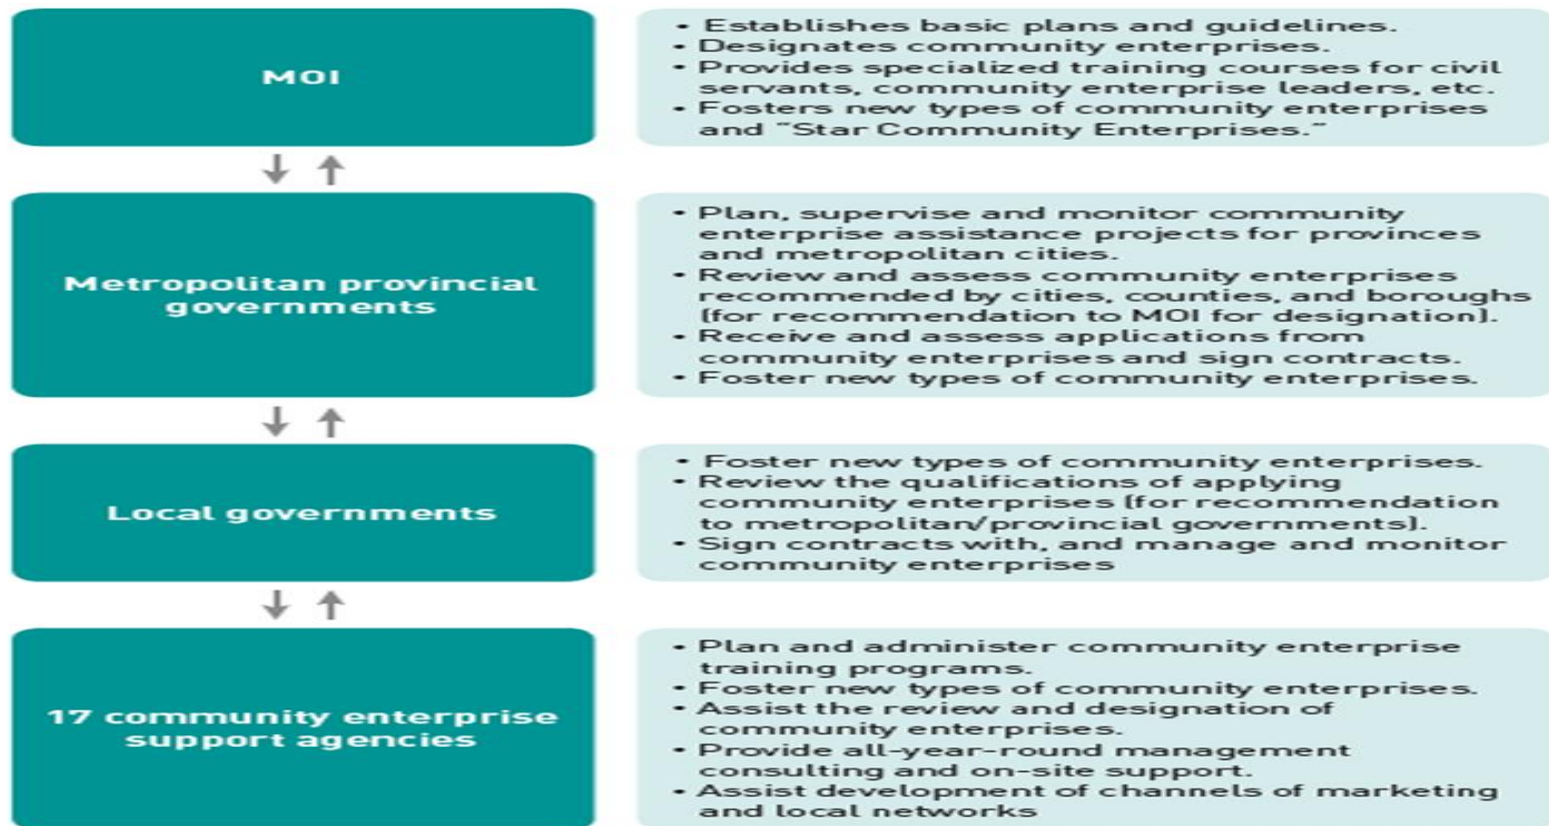 MOI
• Establishes basic plans and guidelines.
• Designates community enterprises.
• Provides specialized training courses for civil
servants, community enterprise leaders, etc.
• Fosters new types of community enterprises
and “Star Community Enterprises.”
Metropolitan provincial
governments
• Plan, supervise and monitor community
enterprise assistance projects for provinces
and metropolitan cities.
• Review and assess community enterprises
recommended by cities, counties, and boroughs
(for recommendation to MOI for designation).
• Receive and assess applications from
community enterprises and sign contracts.
• Foster new types of community enterprises.
Local governments
• Foster new types of community enterprises.
• Review the qualifications of applying
community enterprises (for recommendation
to metropolitan/provincial governments).
• Sign contracts with, and manage and monitor
community enterprises
17 community enterprise
support agencies
• Plan and administer community enterprise
training programs.
• Foster new types of community enterprises.
• Assist the review and designation of
community enterprises.
• Provide all-year-round management
consulting and on-site support.
• Assist development of channels of marketing
and local networks